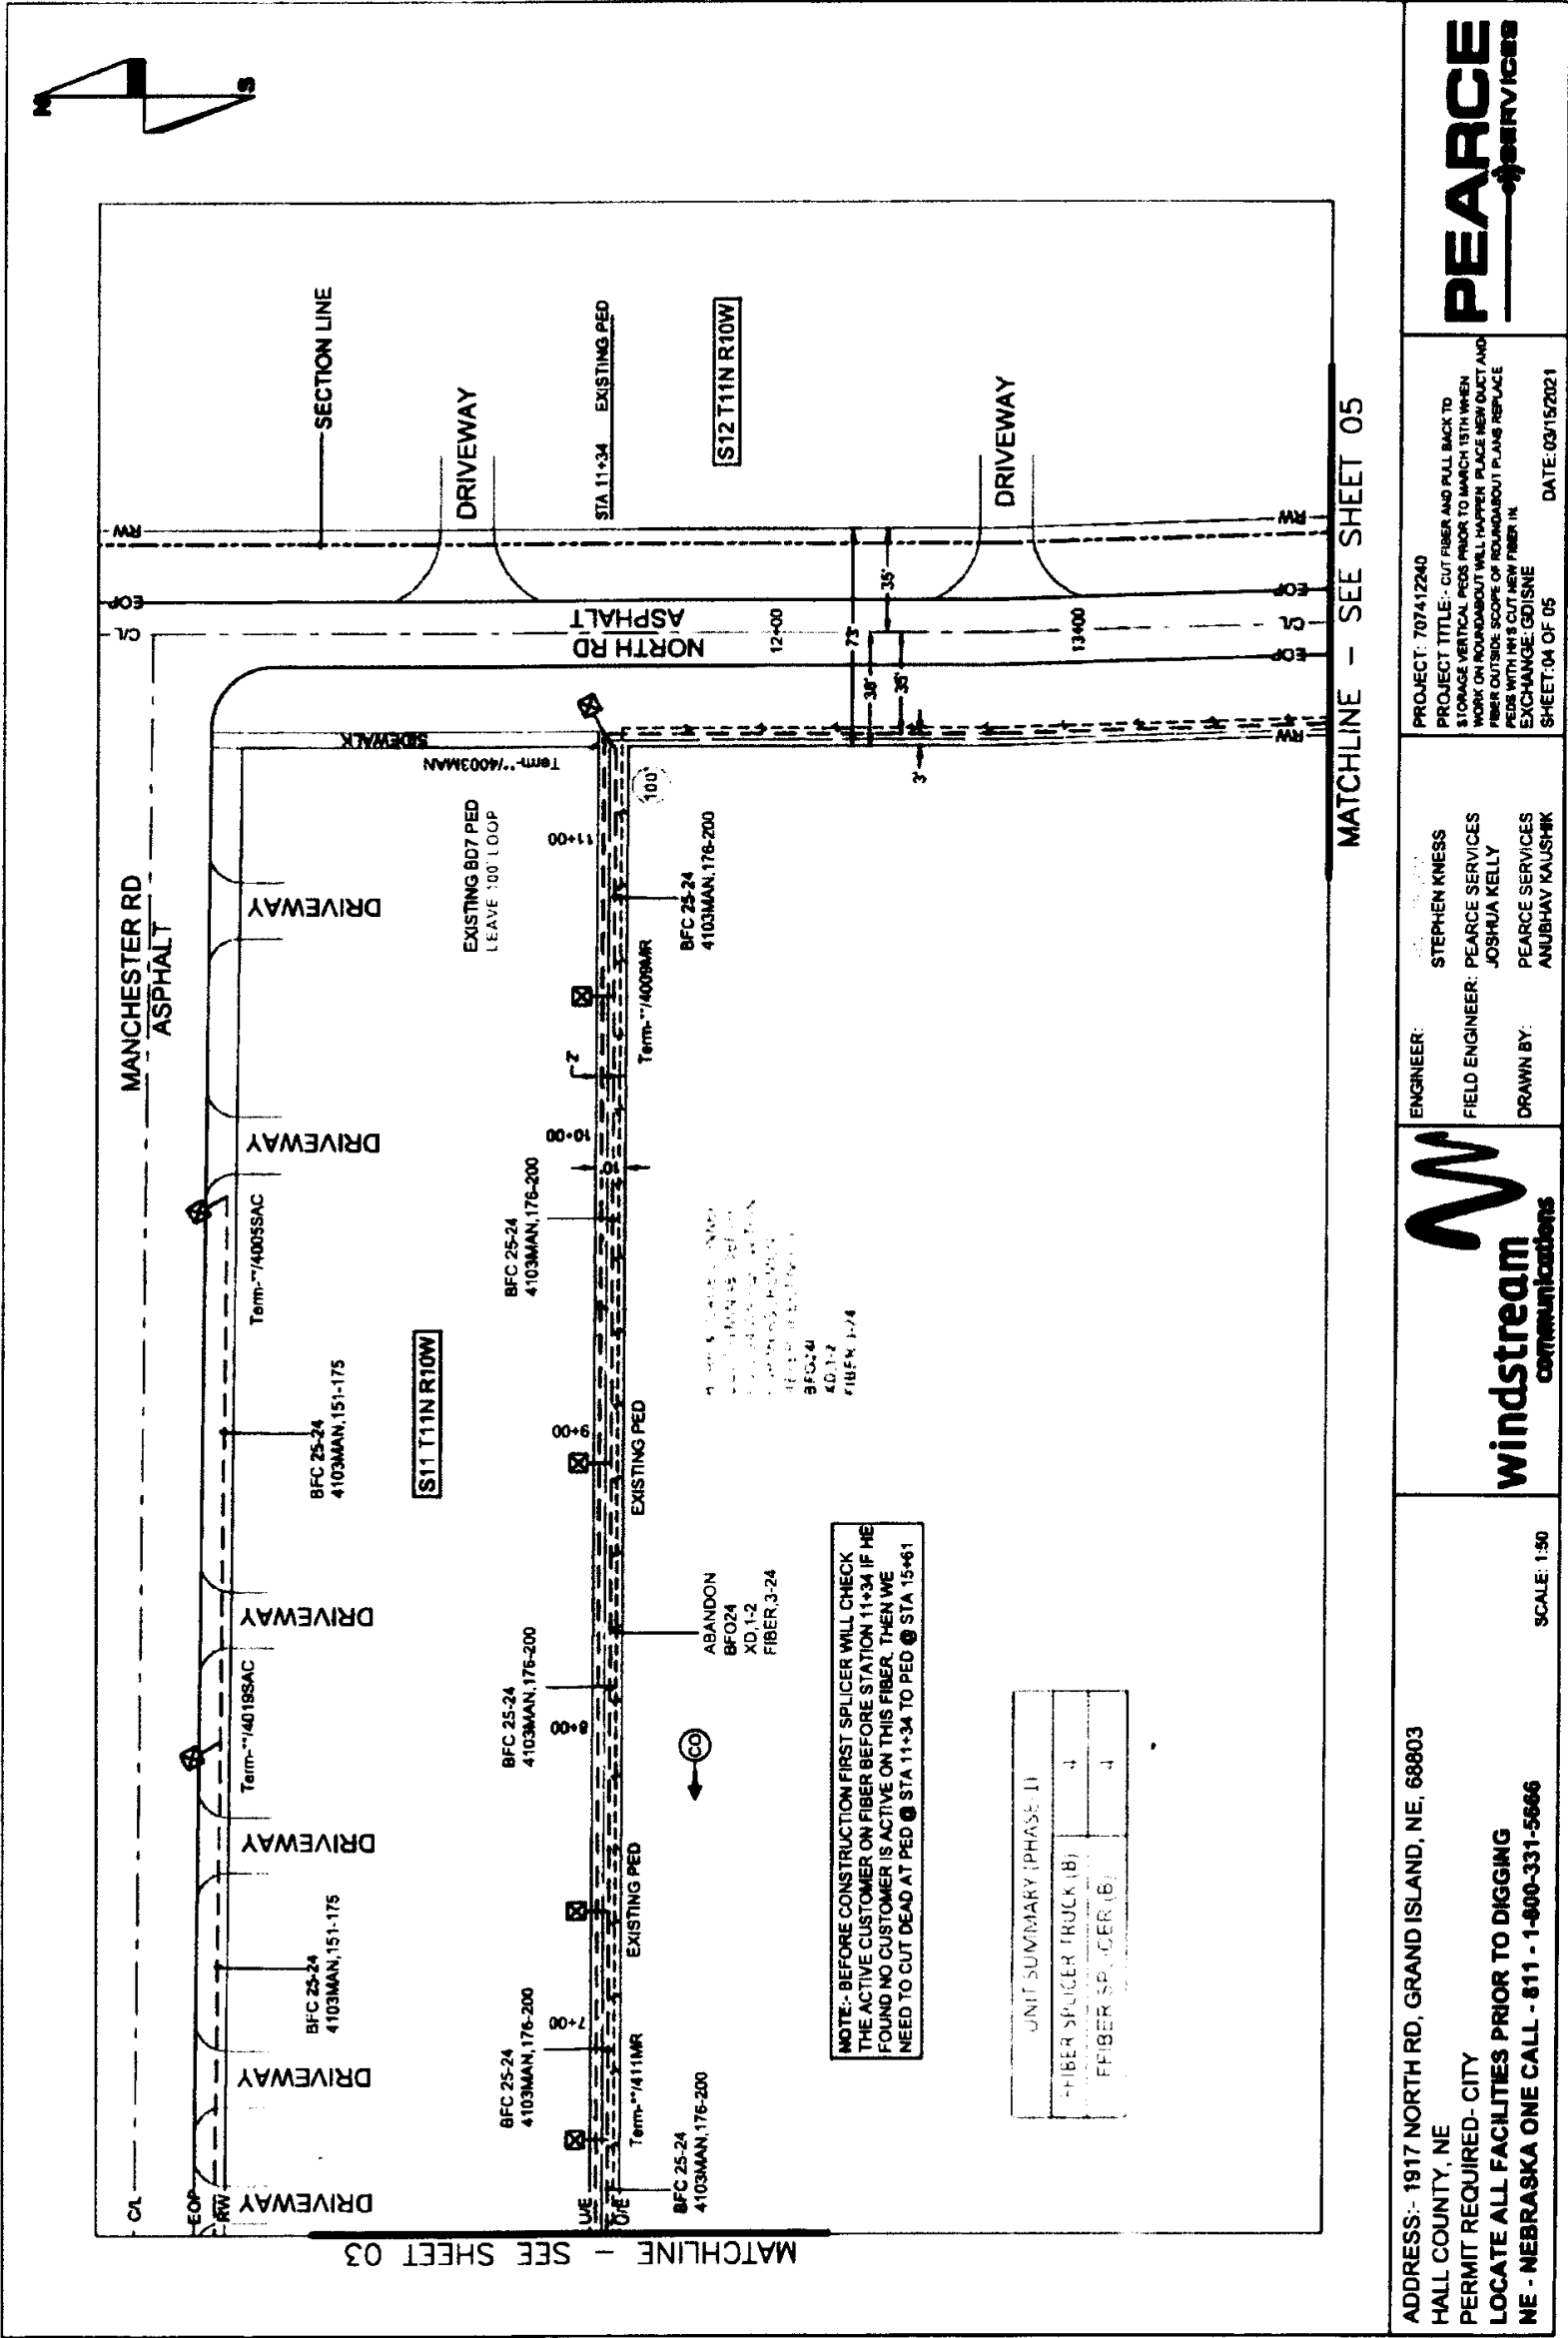 N
S
MANCHESTER RD
ASPHALT
C/L
EOP
RW
DRIVEWAY
DRIVEWAY
DRIVEWAY
DRIVEWAY
DRIVEWAY
DRIVEWAY
DRIVEWAY
Term-**/4019SAC
Term-**/4005SAC
BFC 25-24
4103MAN,151-175
BFC 25-24
4103MAN,151-175
S11 T11N R10W
SIDEWALK
Term-**/4003MAN
EXISTING BD7 PED
LEAVE 100' LOOP
C/L
EOP
RW
SECTION LINE
DRIVEWAY
STA 11+34 EXISTING PED
S12 T11N R10W
DRIVEWAY
NORTH RD
ASPHALT
12+00
13+00
73'
35'
38'
35'
3'
RW
EOP
C/L
EOP
RW
MATCHLINE - SEE SHEET 05
BFC 25-24
4103MAN,176-200
BFC 25-24
4103MAN,176-200
BFC 25-24
4103MAN,176-200
7+00
8+00
9+00
10+00
11+00
2'
10'
100'
U/E
U/E
Term-**/411MR
EXISTING PED
EXISTING PED
Term-**/4009MR
BFC 25-24
4103MAN,176-200
BFC 25-24
4103MAN,176-200
ABANDON
BFO24
XD,1-2
FIBER,3-24
BFO24
XD,1-2
FIBER,3-24
CO
NOTE:- BEFORE CONSTRUCTION FIRST SPLICER WILL CHECK
THE ACTIVE CUSTOMER ON FIBER BEFORE STATION 11+34 IF HE
FOUND NO CUSTOMER IS ACTIVE ON THIS FIBER, THEN WE
NEED TO CUT DEAD AT PED @ STA 11+34 TO PED @ STA 15+61
UNIT SUMMARY (PHASE-1)
FFIBER SPLICER TRUCK (B) 4
FFIBER SPLICER (B) 4
MATCHLINE - SEE SHEET 03
ADDRESS:- 1917 NORTH RD, GRAND ISLAND, NE, 68803
HALL COUNTY, NE
PERMIT REQUIRED- CITY
LOCATE ALL FACILITIES PRIOR TO DIGGING
NE - NEBRASKA ONE CALL - 811 - 1-800-331-5666
SCALE: 1:50
windstream
communications
ENGINEER:
STEPHEN KNESS
FIELD ENGINEER: PEARCE SERVICES
JOSHUA KELLY
DRAWN BY: PEARCE SERVICES
ANUBHAV KAUSHIK
PROJECT: 707412240
PROJECT TITLE:- CUT FIBER AND PULL BACK TO
STORAGE VERTICAL PEDS PRIOR TO MARCH 15TH WHEN
WORK ON ROUNDABOUT WILL HAPPEN. PLACE NEW DUCT AND
FIBER OUTSIDE SCOPE OF ROUNDABOUT PLANS REPLACE
PEDS WITH HH'S CUT NEW FIBER IN.
EXCHANGE: GDISNE
SHEET:04 OF 05 DATE: 03/15/2021
PEARCE
SERVICES